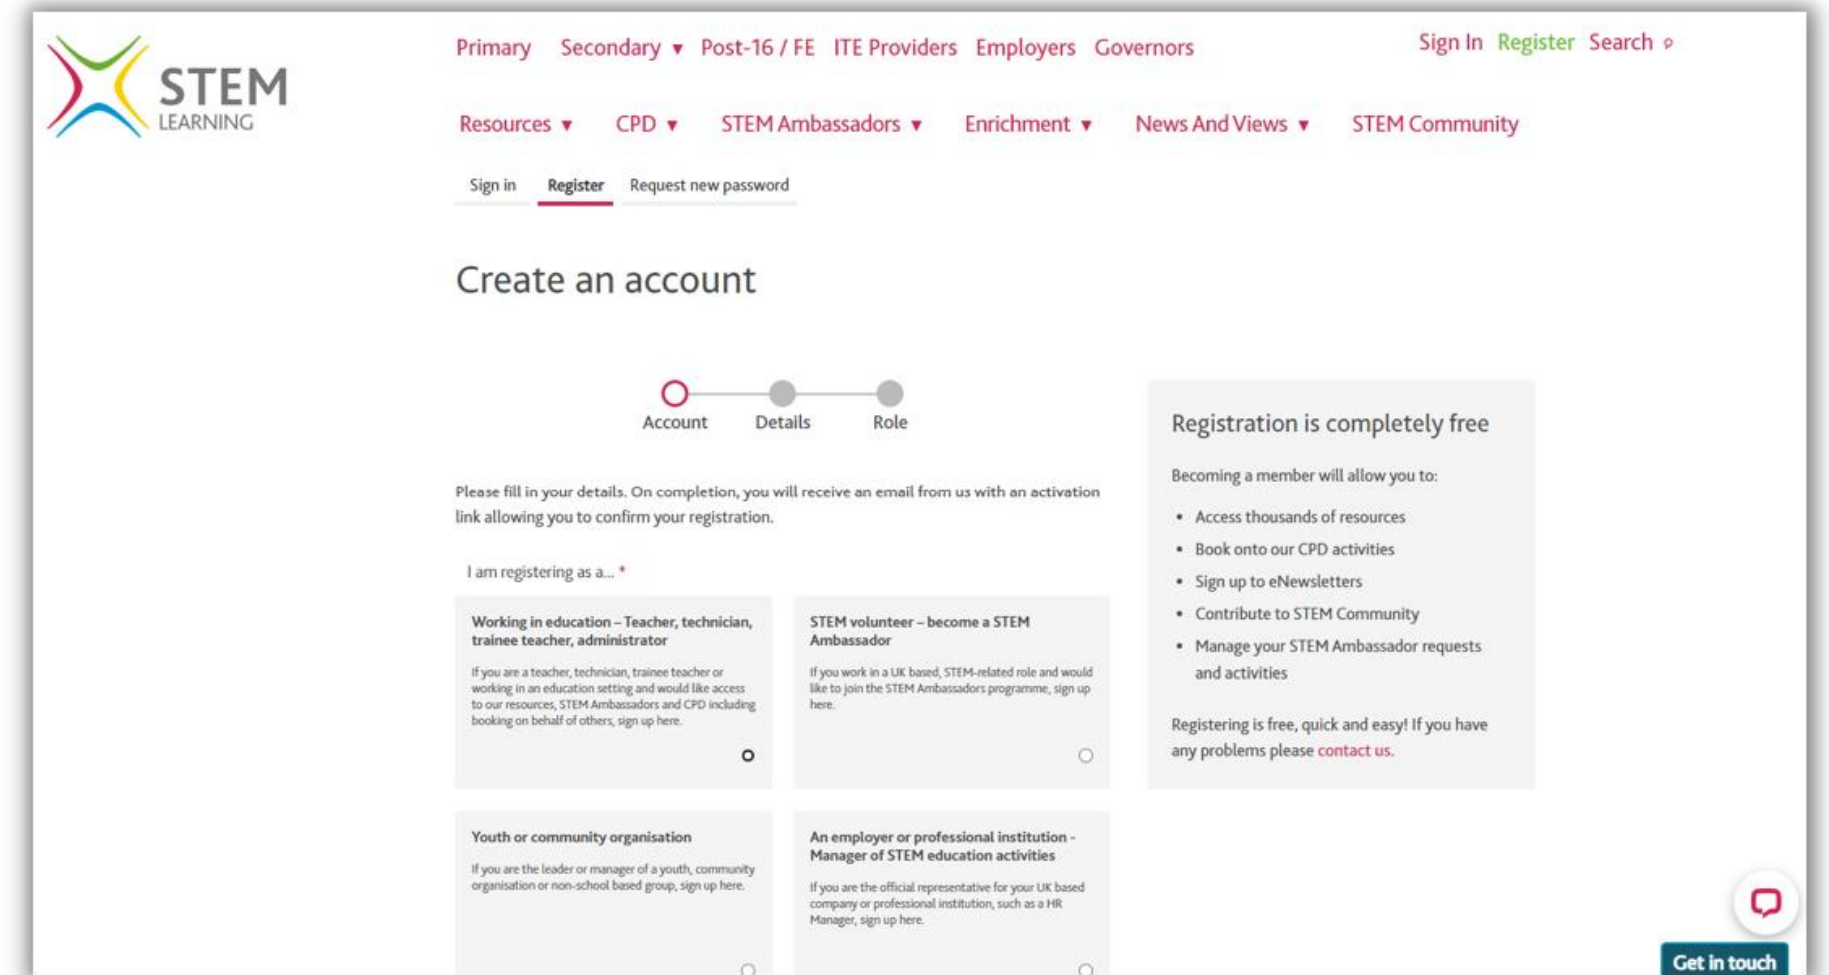 STEM
LEARNING
Primary Secondary ▼ Post-16 / FE ITE Providers Employers Governors
Sign In Register Search
Resources ▼ CPD ▼ STEM Ambassadors ▼ Enrichment ▼ News And Views ▼ STEM Community
Sign in Register Request new password
Create an account
Account Details Role
Please fill in your details. On completion, you will receive an email from us with an activation
link allowing you to confirm your registration.
I am registering as a... *
Working in education – Teacher, technician,
trainee teacher, administrator
If you are a teacher, technician, trainee teacher or
working in an education setting and would like access
to our resources, STEM Ambassadors and CPD including
booking on behalf of others, sign up here.
STEM volunteer – become a STEM
Ambassador
If you work in a UK based, STEM-related role and would
like to join the STEM Ambassadors programme, sign up
here.
Youth or community organisation
If you are the leader or manager of a youth, community
organisation or non-school based group, sign up here.
An employer or professional institution -
Manager of STEM education activities
If you are the official representative for your UK based
company or professional institution, such as a HR
Manager, sign up here.
Registration is completely free
Becoming a member will allow you to:
• Access thousands of resources
• Book onto our CPD activities
• Sign up to eNewsletters
• Contribute to STEM Community
• Manage your STEM Ambassador requests
and activities
Registering is free, quick and easy! If you have
any problems please contact us.
Get in touch